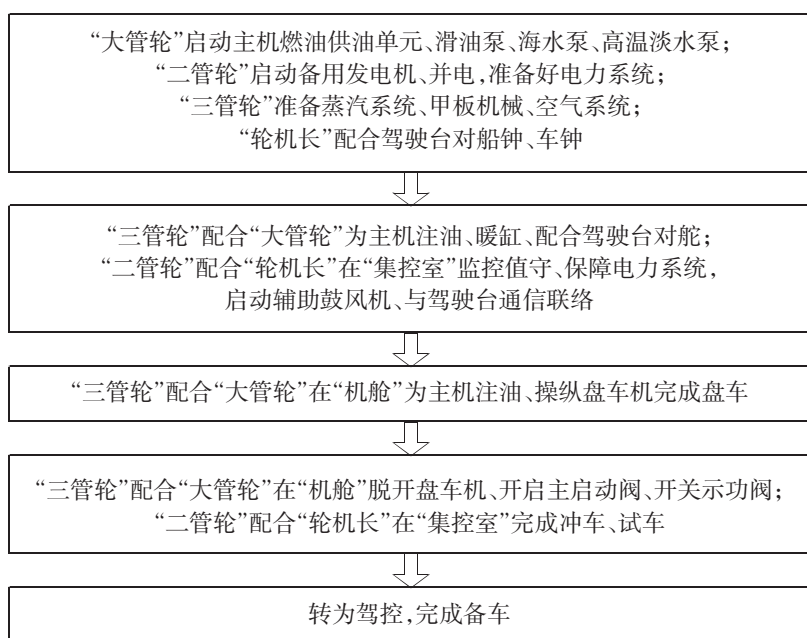 “大管轮”启动主机燃油供油单元、滑油泵、海水泵、高温淡水泵；
“二管轮”启动备用发电机、并电，准备好电力系统；
“三管轮”准备蒸汽系统、甲板机械、空气系统；
“轮机长”配合驾驶台对船钟、车钟
“三管轮”配合“大管轮”为主机注油、暖缸、配合驾驶台对舵；
“二管轮”配合“轮机长”在“集控室”监控值守、保障电力系统，
启动辅助鼓风机、与驾驶台通信联络
“三管轮”配合“大管轮”在“机舱”为主机注油、操纵盘车机完成盘车
“三管轮”配合“大管轮”在“机舱”脱开盘车机、开启主启动阀、开关示功阀；
“二管轮”配合“轮机长”在“集控室”完成冲车、试车
转为驾控，完成备车